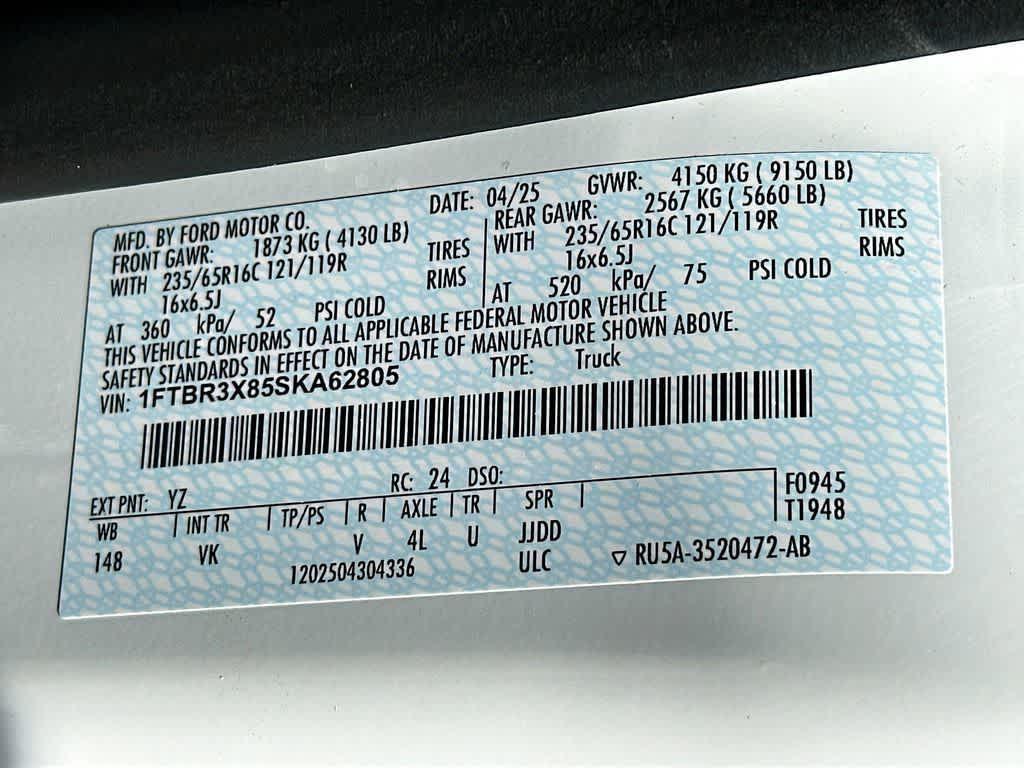 MFD. BY FORD MOTOR CO. DATE: 04/25 GVWR: 4150 KG ( 9150 LB)
FRONT GAWR: 1873 KG ( 4130 LB) REAR GAWR: 2567 KG ( 5660 LB)
WITH 235/65R16C 121/119R TIRES WITH 235/65R16C 121/119R TIRES
16x6.5J RIMS 16x6.5J RIMS
AT 360 kPa/ 52 PSI COLD AT 520 kPa/ 75 PSI COLD
THIS VEHICLE CONFORMS TO ALL APPLICABLE FEDERAL MOTOR VEHICLE
SAFETY STANDARDS IN EFFECT ON THE DATE OF MANUFACTURE SHOWN ABOVE.
VIN: 1FTBR3X85SKA62805 TYPE: Truck
EXT PNT: YZ RC: 24 DSO: F0945
WB INT TR TP/PS R AXLE TR SPR T1948
148 VK V 4L U JJDD
1202504304336 ULC ▽ RU5A-3520472-AB